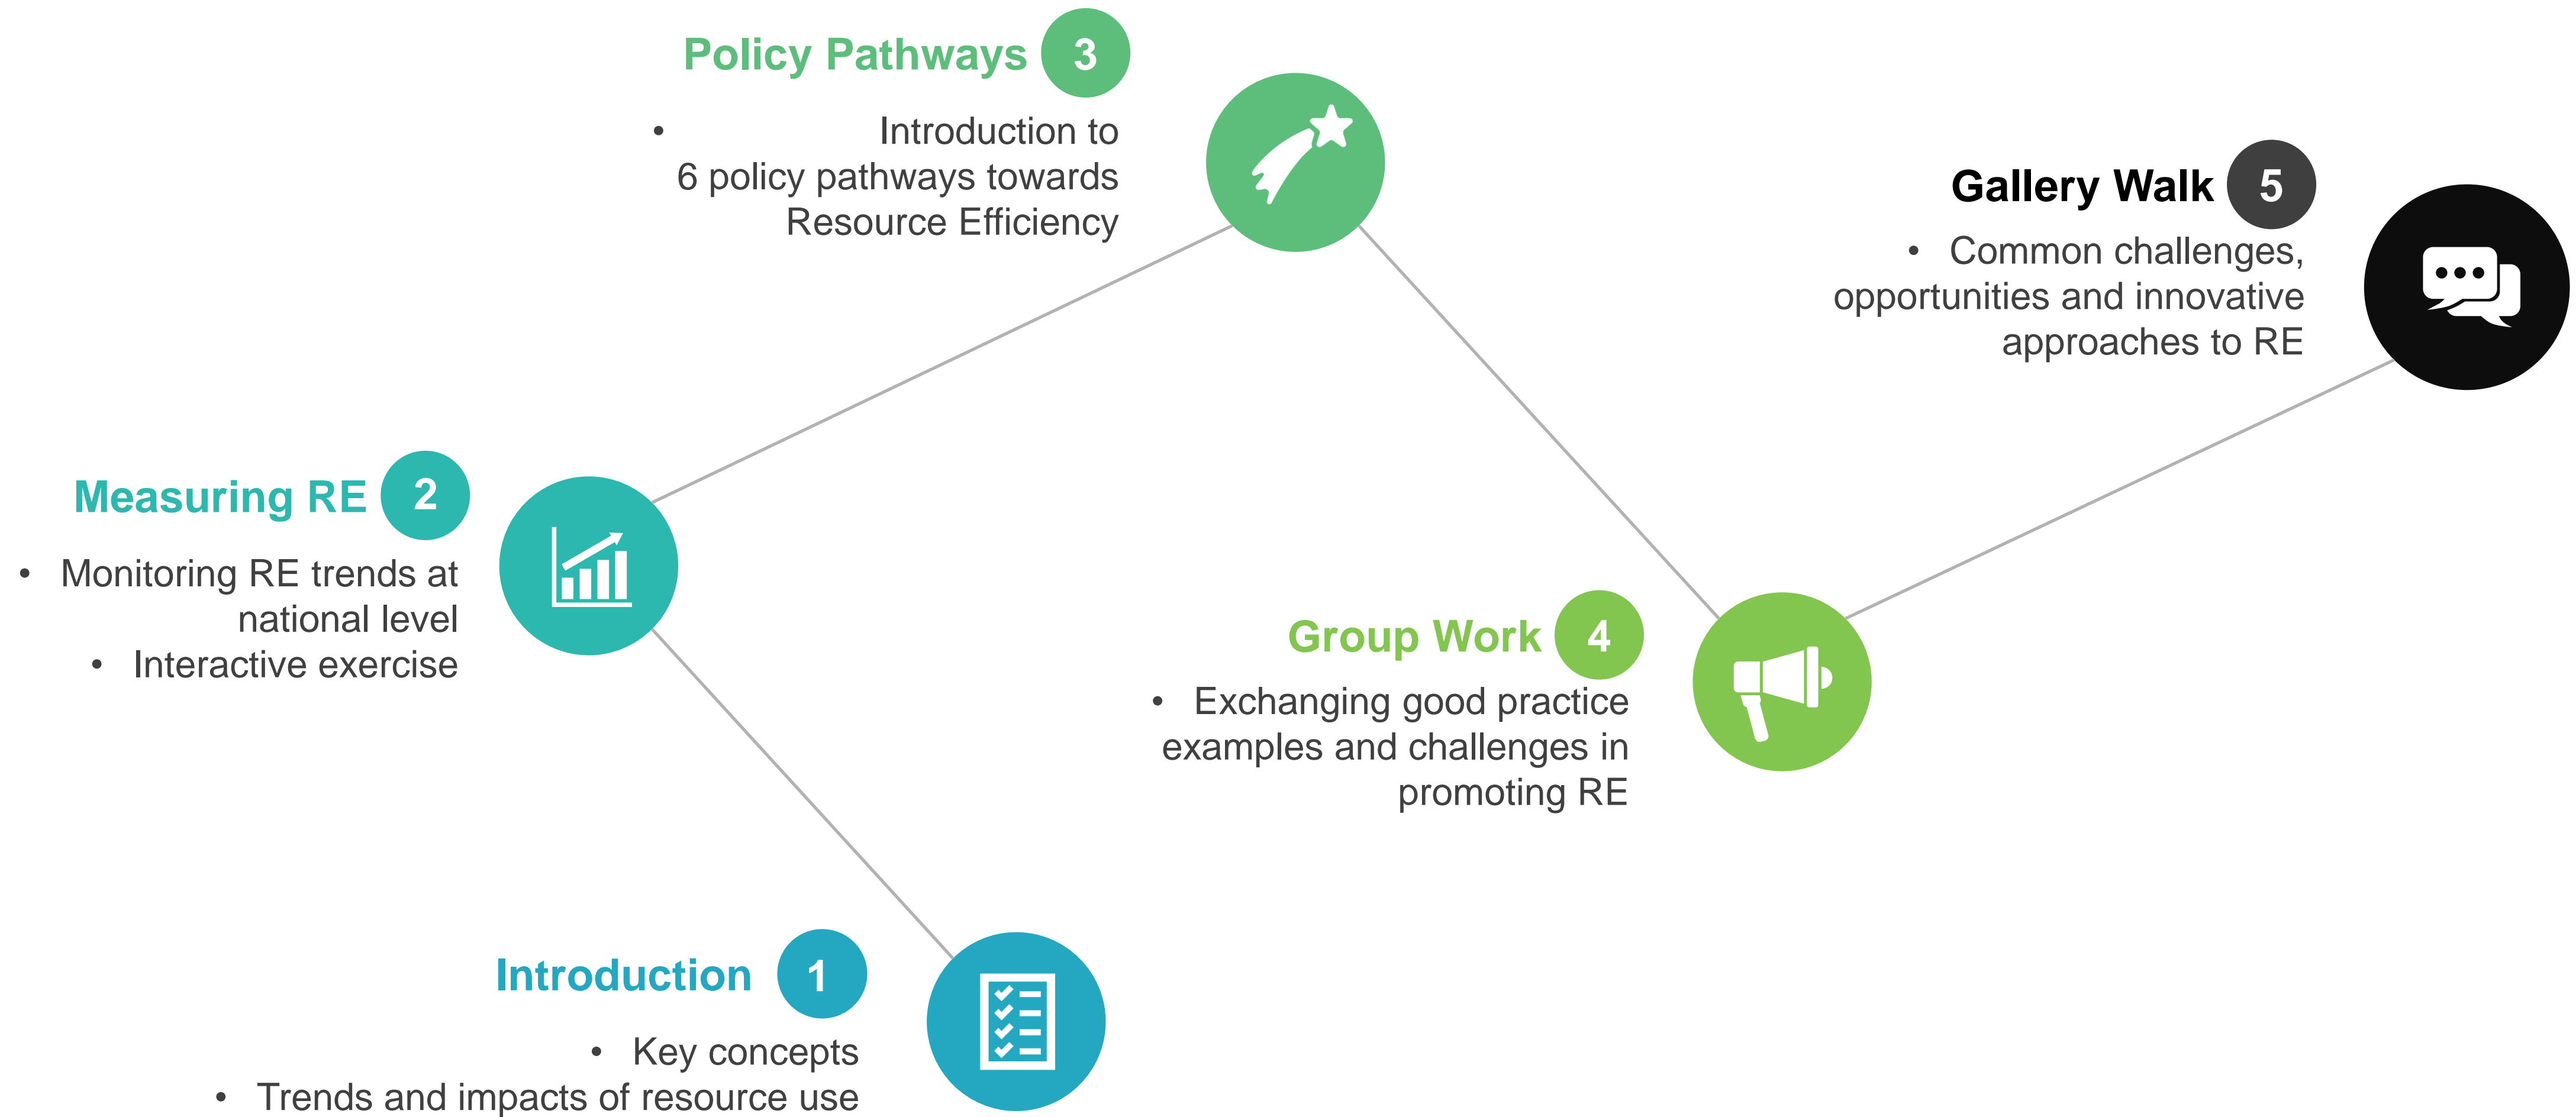 Policy Pathways 3
• Introduction to
6 policy pathways towards
Resource Efficiency
Gallery Walk 5
• Common challenges,
opportunities and innovative
approaches to RE
Measuring RE 2
• Monitoring RE trends at
national level
• Interactive exercise
Group Work 4
• Exchanging good practice
examples and challenges in
promoting RE
Introduction 1
• Key concepts
• Trends and impacts of resource use